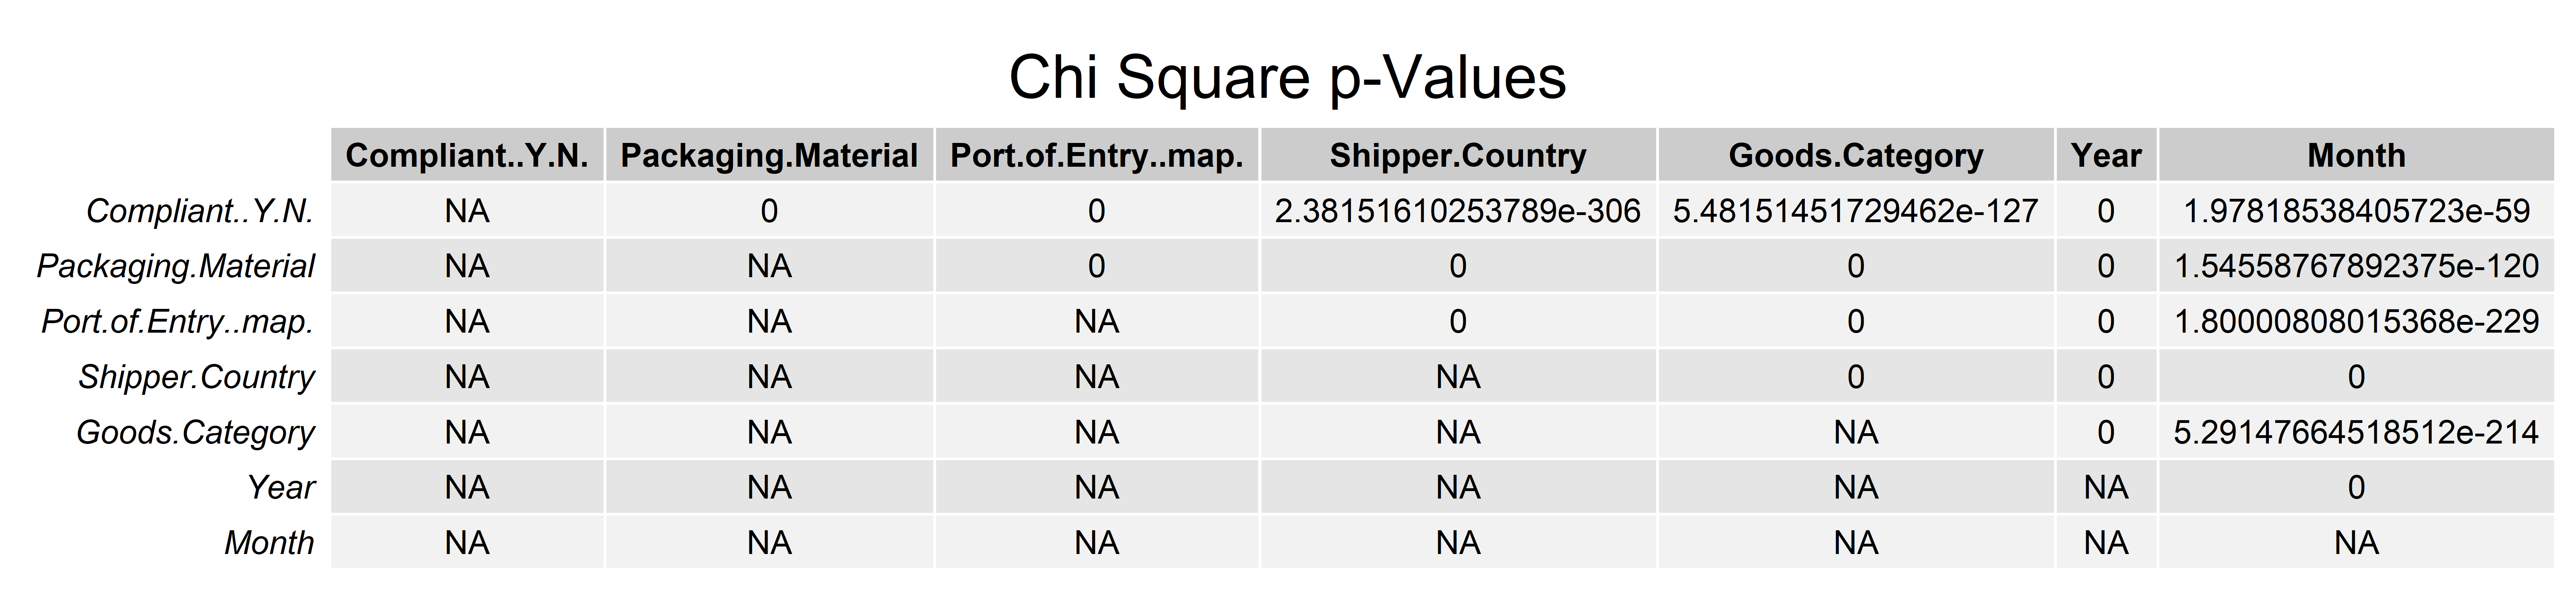 Chi Square p-Values
Compliant..Y.N. Packaging.Material Port.of.Entry..map. Shipper.Country Goods.Category Year Month
Compliant..Y.N. NA 0 0 2.38151610253789e-306 5.48151451729462e-127 0 1.97818538405723e-59
Packaging.Material NA NA 0 0 0 0 1.54558767892375e-120
Port.of.Entry..map. NA NA NA 0 0 0 1.80000808015368e-229
Shipper.Country NA NA NA NA 0 0 0
Goods.Category NA NA NA NA NA 0 5.29147664518512e-214
Year NA NA NA NA NA NA 0
Month NA NA NA NA NA NA NA